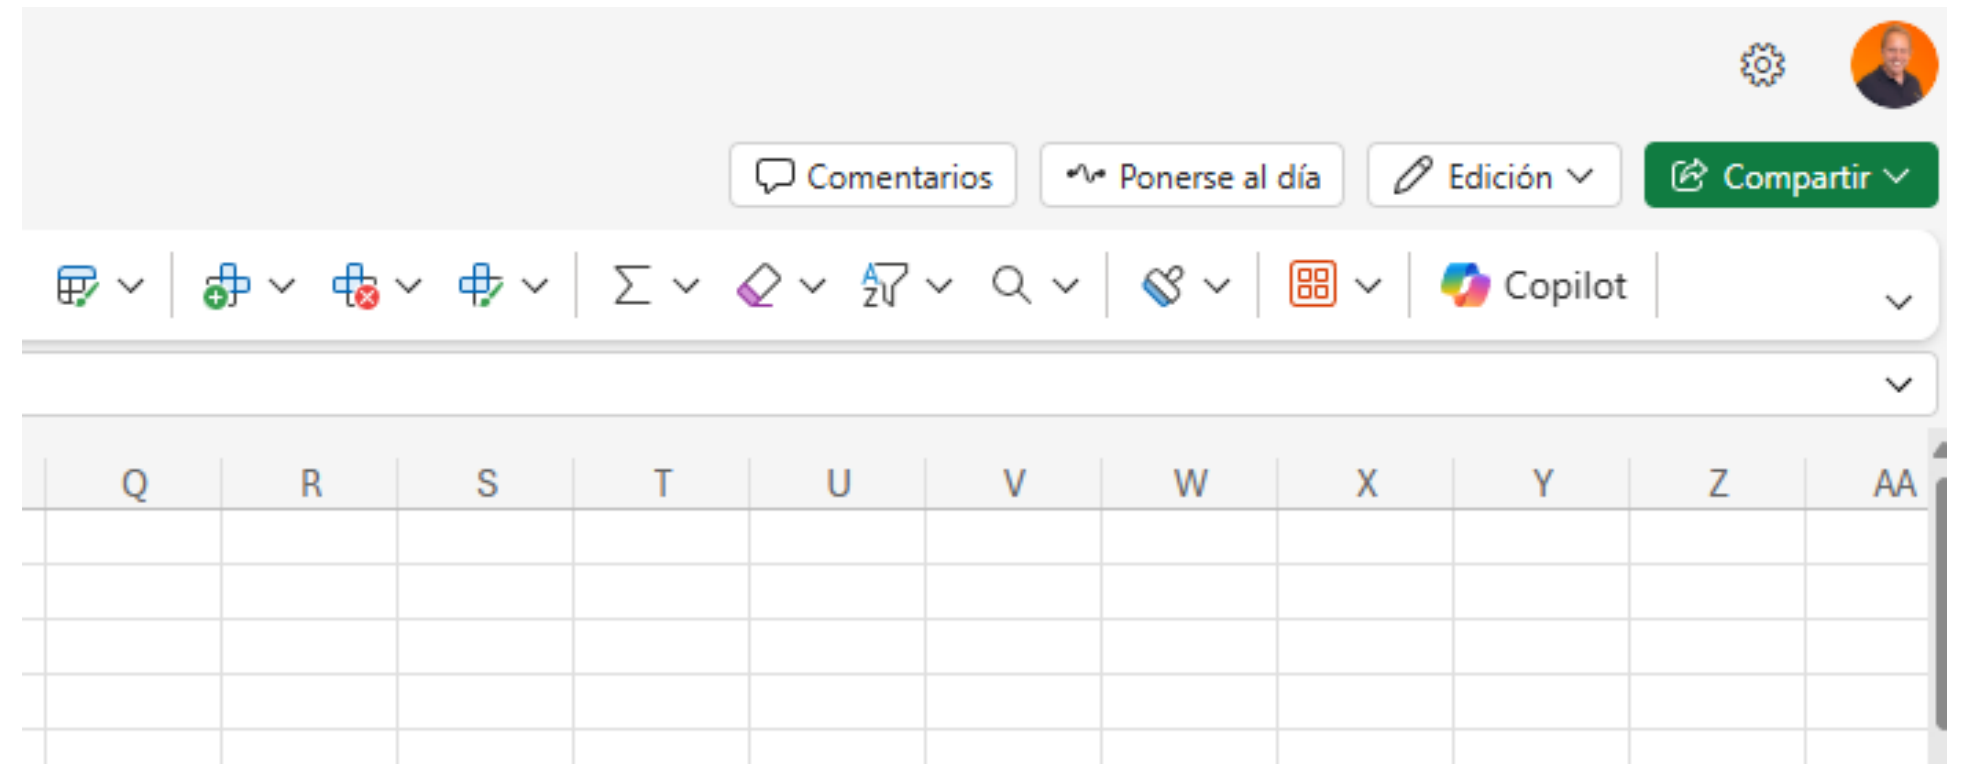 Comentarios Ponerse al día Edición Compartir
Copilot
Q R S T U V W X Y Z AA